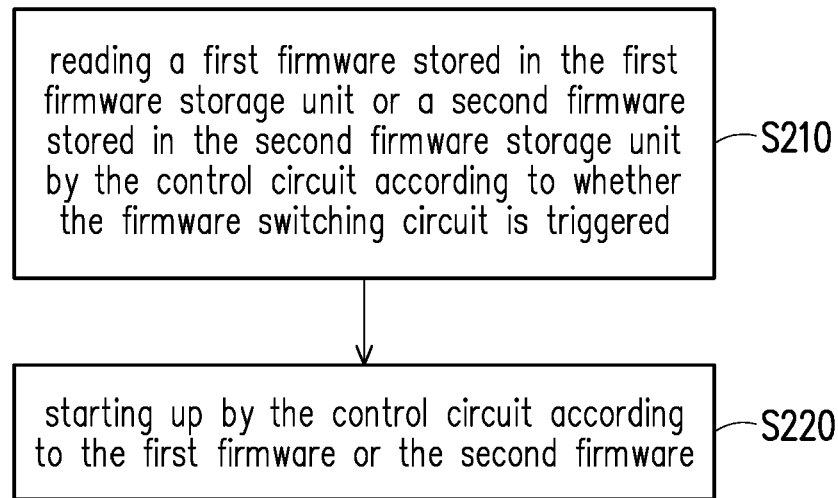 reading a first firmware stored in the first
firmware storage unit or a second firmware
stored in the second firmware storage unit
by the control circuit according to whether
the firmware switching circuit is triggered
S210
starting up by the control circuit according
to the first firmware or the second firmware
S220